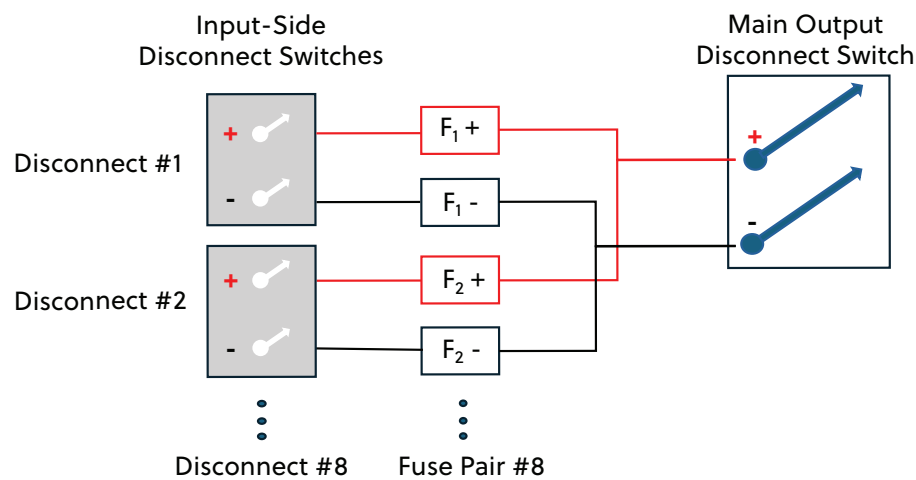 Input-Side
Disconnect Switches
Main Output
Disconnect Switch
Disconnect #1
+
-
F₁ +
F₁ -
+
-
Disconnect #2
+
-
F₂ +
F₂ -
Disconnect #8
Fuse Pair #8